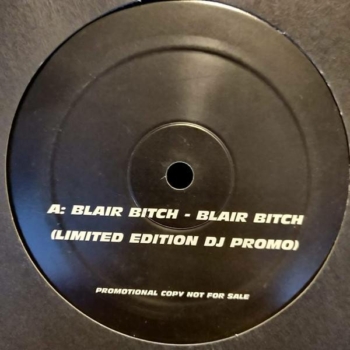 A: BLAIR BITCH - BLAIR BITCH
(LIMITED EDITION DJ PROMO)
PROMOTIONAL COPY NOT FOR SALE